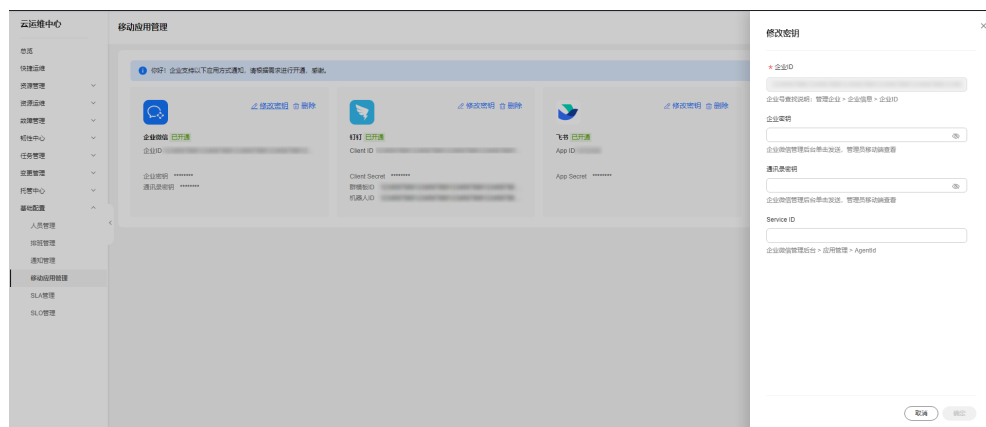 云运维中心
总览
快捷运维
资源管理
资源运维
故障管理
韧性中心
任务管理
变更管理
托管中心
基础配置
人员管理
排班管理
通知管理
移动应用管理
SLA管理
SLO管理
移动应用管理
你好！企业支持以下应用方式通知，请根据需求进行开通，感谢。
修改密钥 删除
企业微信 已开通
企业ID
企业密钥 ********
通讯录密钥 ********
修改密钥 删除
钉钉 已开通
Client ID
Client Secret ********
群模板ID
机器人ID
修改密钥 删除
飞书 已开通
App ID
App Secret ********
修改密钥
* 企业ID
企业号查找说明：管理企业 > 企业信息 > 企业ID
企业密钥
企业微信管理后台单击发送，管理员移动端查看
通讯录密钥
企业微信管理后台单击发送，管理员移动端查看
Service ID
企业微信管理后台 > 应用管理 > AgentId
取消 确定